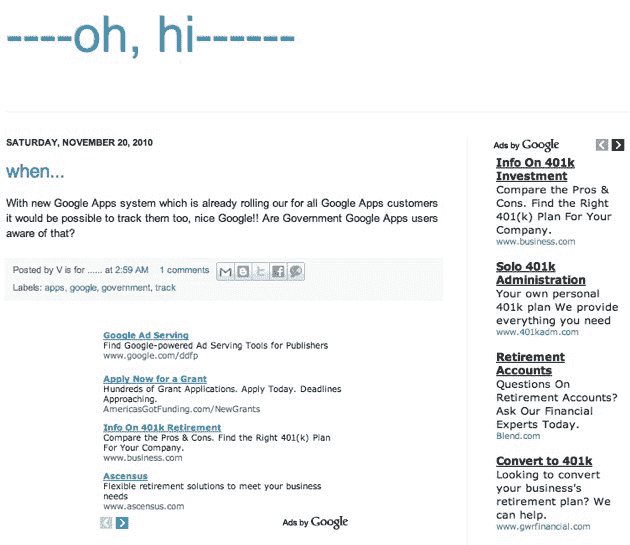 ----oh, hi------
SATURDAY, NOVEMBER 20, 2010
when...
With new Google Apps system which is already rolling our for all Google Apps customers
it would be possible to track them too, nice Google!! Are Government Google Apps users
aware of that?
Posted by V is for ...... at 2:59 AM 1 comments
Labels: apps, google, government, track
Google Ad Serving
Find Google-powered Ad Serving Tools for Publishers
www.google.com/ddfp
Apply Now for a Grant
Hundreds of Grant Applications. Apply Today. Deadlines
Approaching.
AmericasGotFunding.com/NewGrants
Info On 401k Retirement
Compare the Pros & Cons. Find the Right 401(k) Plan
For Your Company.
www.business.com
Ascensus
Flexible retirement solutions to meet your business
needs
www.ascensus.com
Ads by Google
Ads by Google
Info On 401k
Investment
Compare the Pros &
Cons. Find the Right
401(k) Plan For Your
Company.
www.business.com
Solo 401k
Administration
Your own personal
401k plan We provide
everything you need
www.401kadm.com
Retirement
Accounts
Questions On
Retirement Accounts?
Ask Our Financial
Experts Today.
Blend.com
Convert to 401k
Looking to convert
your business's
retirement plan? We
can help.
www.gwrfinancial.com